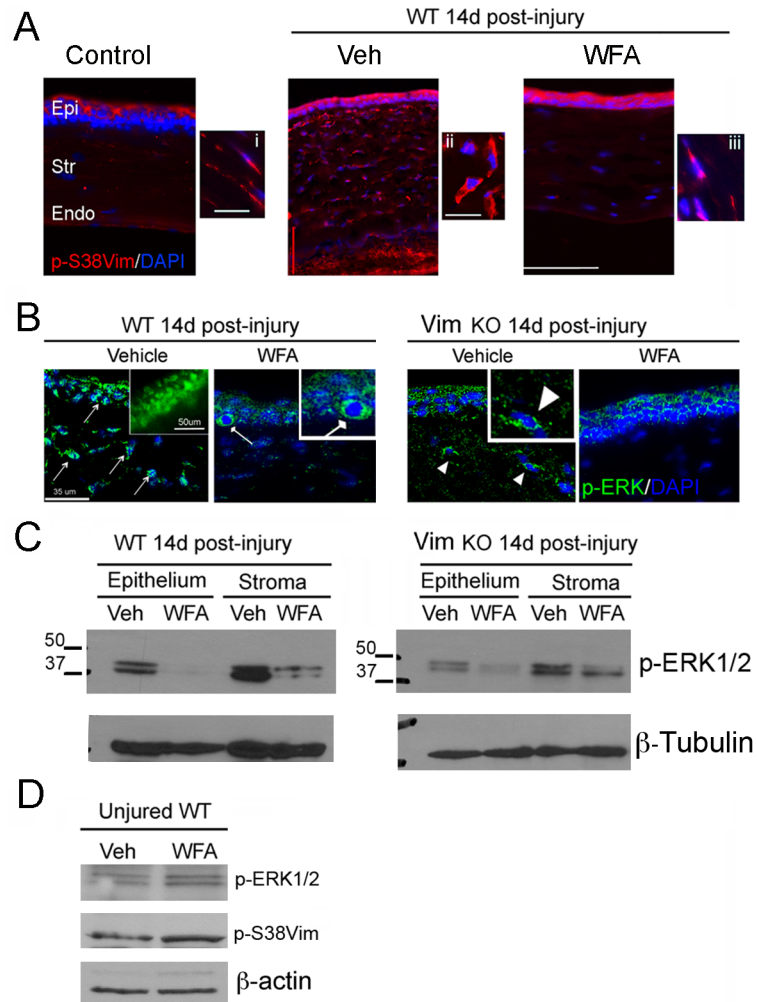 A
WT 14d post-injury
Control
Veh
WFA
Epi
Str
Endo
p-S38Vim/DAPI
i
ii
iii
B
WT 14d post-injury
Vim KO 14d post-injury
Vehicle
WFA
Vehicle
WFA
50um
35 um
p-ERK/DAPI
C
WT 14d post-injury
Vim KO 14d post-injury
Epithelium
Stroma
Epithelium
Stroma
Veh
WFA
Veh
WFA
Veh
WFA
Veh
WFA
50
37
50
37
p-ERK1/2
β-Tubulin
D
Unjured WT
Veh
WFA
p-ERK1/2
p-S38Vim
β-actin